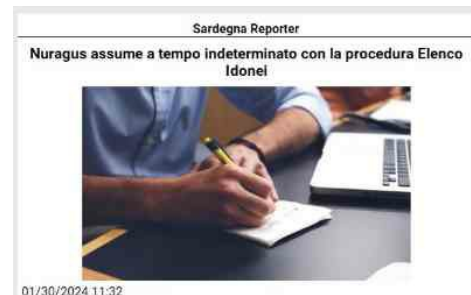 Sardegna Reporter
Nuragus assume a tempo indeterminato con la procedura Elenco
Idonei
01/30/2024 11:32